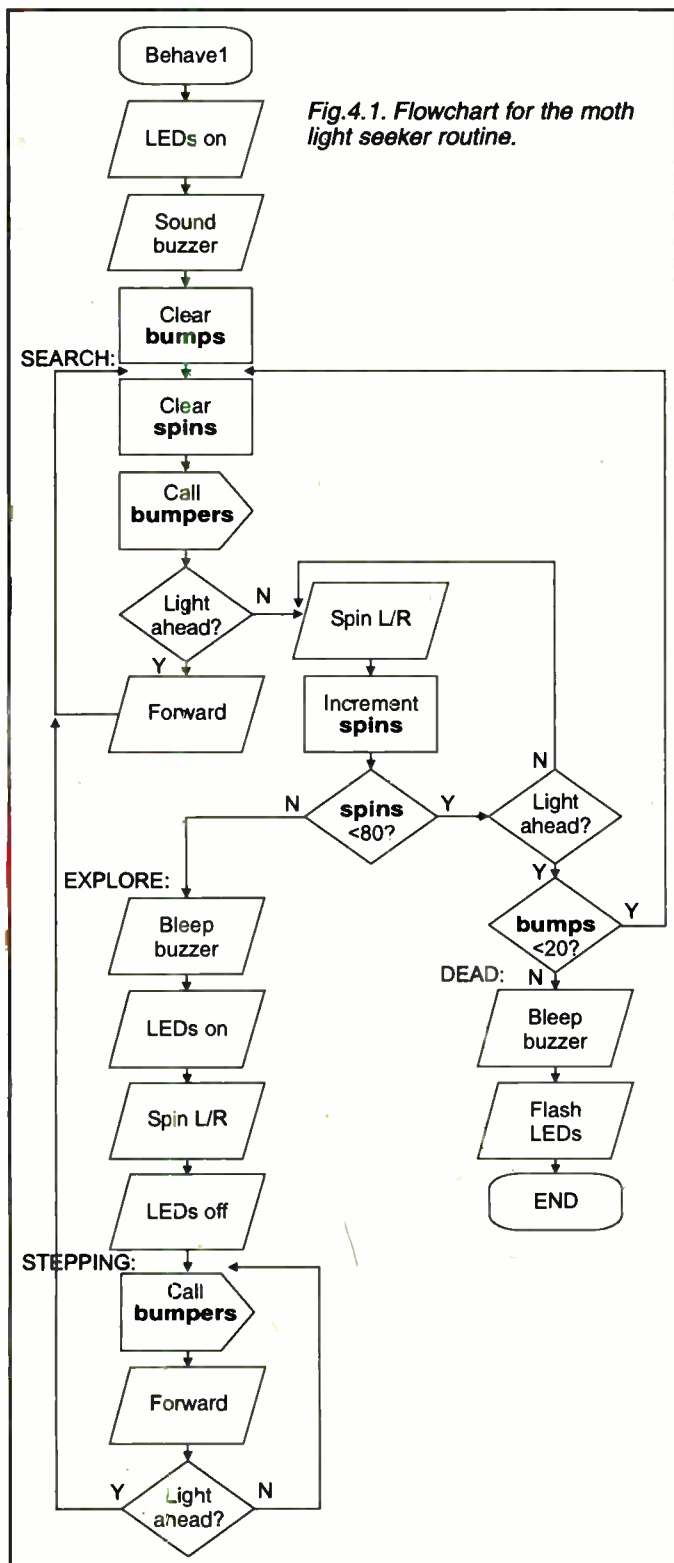 Behave1
Fig.4.1. Flowchart for the moth
light seeker routine.
LEDs on
Sound
buzzer
Clear
bumps
SEARCH:
Clear
spins
Call
bumpers
Light
ahead?
N
Y
Spin L/R
Forward
Increment
spins
spins
<80?
N
Y
Light
ahead?
N
Y
bumps
<20?
Y
N
EXPLORE:
Bleep
buzzer
LEDs on
Spin L/R
LEDs off
DEAD:
Bleep
buzzer
Flash
LEDs
END
STEPPING:
Call
bumpers
Forward
Light
ahead?
Y
N